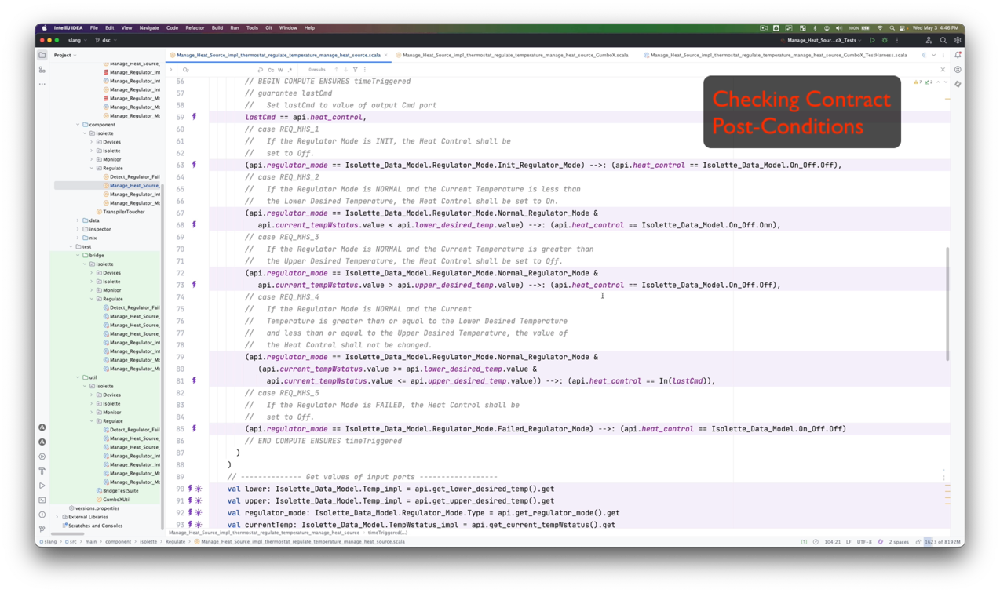 IntelliJ IDEA File Edit View Navigate Code Refactor Build Run Tools Git Window Help
100% Wed May 3 4:46 PM
slang dsc
Manage_Heat_Sour...oX_Tests
Project
Manage_Heat_Source_impl_thermostat_regulate_temperature_manage_heat_source.scala
Manage_Heat_Source_impl_thermostat_regulate_temperature_manage_heat_source_GumboX.scala
Manage_Heat_Source_impl_thermostat_regulate_temperature_manage_heat_source_GumboX_TestHarness.scala
Cc W .* 0 results
7 2
Manage_Heat_Source_
Manage_Regulator_Int
Manage_Regulator_Int
Manage_Regulator_Int
Manage_Regulator_Mo
Manage_Regulator_Mo
Manage_Regulator_Mo
component
isolette
Devices
Isolette
Monitor
Regulate
Detect_Regulator_Fail
Manage_Heat_Source_
Manage_Regulator_Int
Manage_Regulator_Mo
TranspilerToucher
data
inspector
nix
test
bridge
isolette
Devices
Isolette
Monitor
Regulate
Detect_Regulator_Fail
Manage_Heat_Source_
Manage_Heat_Source_
Manage_Heat_Source_
Manage_Regulator_Int
Manage_Regulator_Int
Manage_Regulator_Mo
Manage_Regulator_Mo
util
isolette
Devices
Isolette
Monitor
Regulate
Detect_Regulator_Fail
Manage_Heat_Source_
Manage_Heat_Source_
Manage_Regulator_Int
Manage_Regulator_Int
Manage_Regulator_Mo
Manage_Regulator_Mo
BridgeTestSuite
GumboXUtil
versions.properties
External Libraries
Scratches and Consoles
Checking Contract
Post-Conditions
56 // BEGIN COMPUTE ENSURES timeTriggered
57 // guarantee lastCmd
58 //   Set lastCmd to value of output Cmd port
59 lastCmd == api.heat_control,
60 // case REQ_MHS_1
61 //   If the Regulator Mode is INIT, the Heat Control shall be
62 //   set to Off.
63 (api.regulator_mode == Isolette_Data_Model.Regulator_Mode.Init_Regulator_Mode) -->: (api.heat_control == Isolette_Data_Model.On_Off.Off),
64 // case REQ_MHS_2
65 //   If the Regulator Mode is NORMAL and the Current Temperature is less than
66 //   the Lower Desired Temperature, the Heat Control shall be set to On.
67 (api.regulator_mode == Isolette_Data_Model.Regulator_Mode.Normal_Regulator_Mode &
68 api.current_tempWstatus.value < api.lower_desired_temp.value) -->: (api.heat_control == Isolette_Data_Model.On_Off.Onn),
69 // case REQ_MHS_3
70 //   If the Regulator Mode is NORMAL and the Current Temperature is greater than
71 //   the Upper Desired Temperature, the Heat Control shall be set to Off.
72 (api.regulator_mode == Isolette_Data_Model.Regulator_Mode.Normal_Regulator_Mode &
73 api.current_tempWstatus.value > api.upper_desired_temp.value) -->: (api.heat_control == Isolette_Data_Model.On_Off.Off),
74 // case REQ_MHS_4
75 //   If the Regulator Mode is NORMAL and the Current
76 //   Temperature is greater than or equal to the Lower Desired Temperature
77 //   and less than or equal to the Upper Desired Temperature, the value of
78 //   the Heat Control shall not be changed.
79 (api.regulator_mode == Isolette_Data_Model.Regulator_Mode.Normal_Regulator_Mode &
80 (api.current_tempWstatus.value >= api.lower_desired_temp.value &
81 api.current_tempWstatus.value <= api.upper_desired_temp.value)) -->: (api.heat_control == In(lastCmd)),
82 // case REQ_MHS_5
83 //   If the Regulator Mode is FAILED, the Heat Control shall be
84 //   set to Off.
85 (api.regulator_mode == Isolette_Data_Model.Regulator_Mode.Failed_Regulator_Mode) -->: (api.heat_control == Isolette_Data_Model.On_Off.Off)
86 // END COMPUTE ENSURES timeTriggered
87 )
88 )
89 // -------------- Get values of input ports ------------------
90 val lower: Isolette_Data_Model.Temp_impl = api.get_lower_desired_temp().get
91 val upper: Isolette_Data_Model.Temp_impl = api.get_upper_desired_temp().get
92 val regulator_mode: Isolette_Data_Model.Regulator_Mode.Type = api.get_regulator_mode().get
93 val currentTemp: Isolette_Data_Model.TempWstatus_impl = api.get_current_tempWstatus().get
Manage_Heat_Source_impl_thermostat_regulate_temperature_manage_heat_source › timeTriggered(...)
slang › src › main › component › isolette › Regulate › Manage_Heat_Source_impl_thermostat_regulate_temperature_manage_heat_source.scala
104:21 LF UTF-8 2 spaces 1623 of 8192M